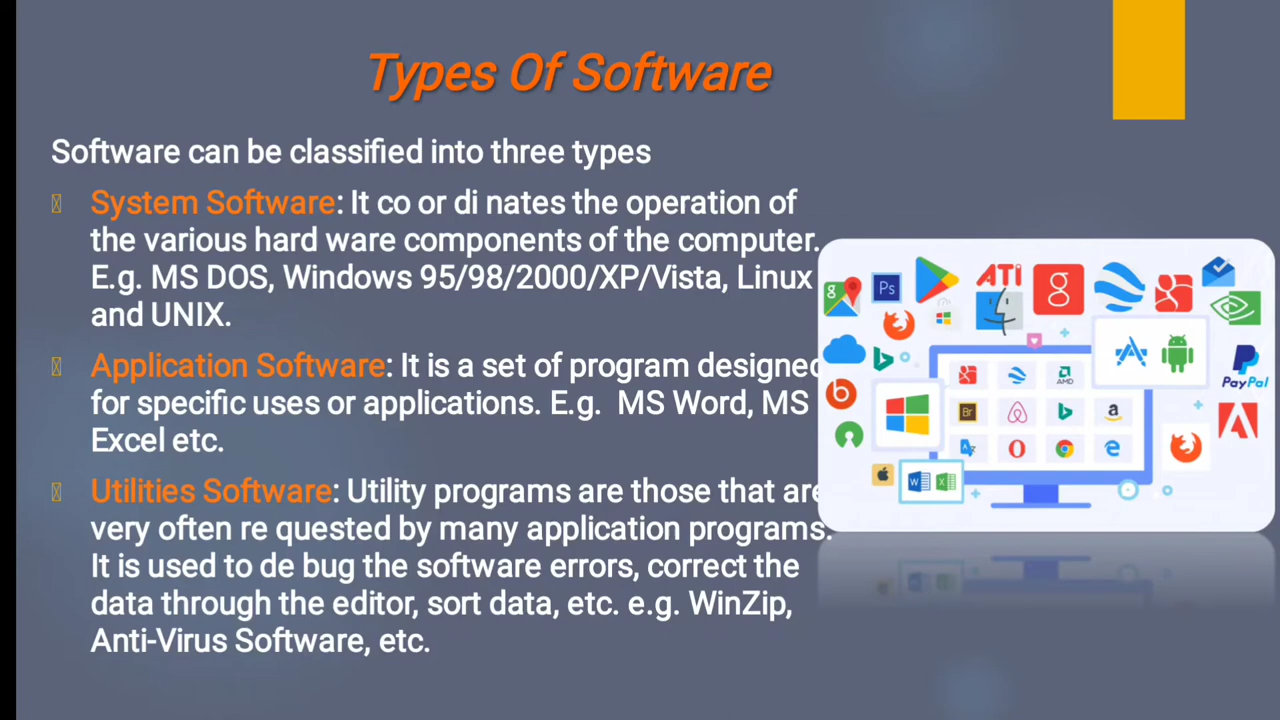 Types Of Software
Software can be classified into three types
System Software: It co or di nates the operation of
the various hard ware components of the computer.
E.g. MS DOS, Windows 95/98/2000/XP/Vista, Linux
and UNIX.
Application Software: It is a set of program designed
for specific uses or applications. E.g. MS Word, MS
Excel etc.
Utilities Software: Utility programs are those that are
very often re quested by many application programs.
It is used to de bug the software errors, correct the
data through the editor, sort data, etc. e.g. WinZip,
Anti-Virus Software, etc.
ATi
g
Ps
AMD
Br
a
PayPal
W X